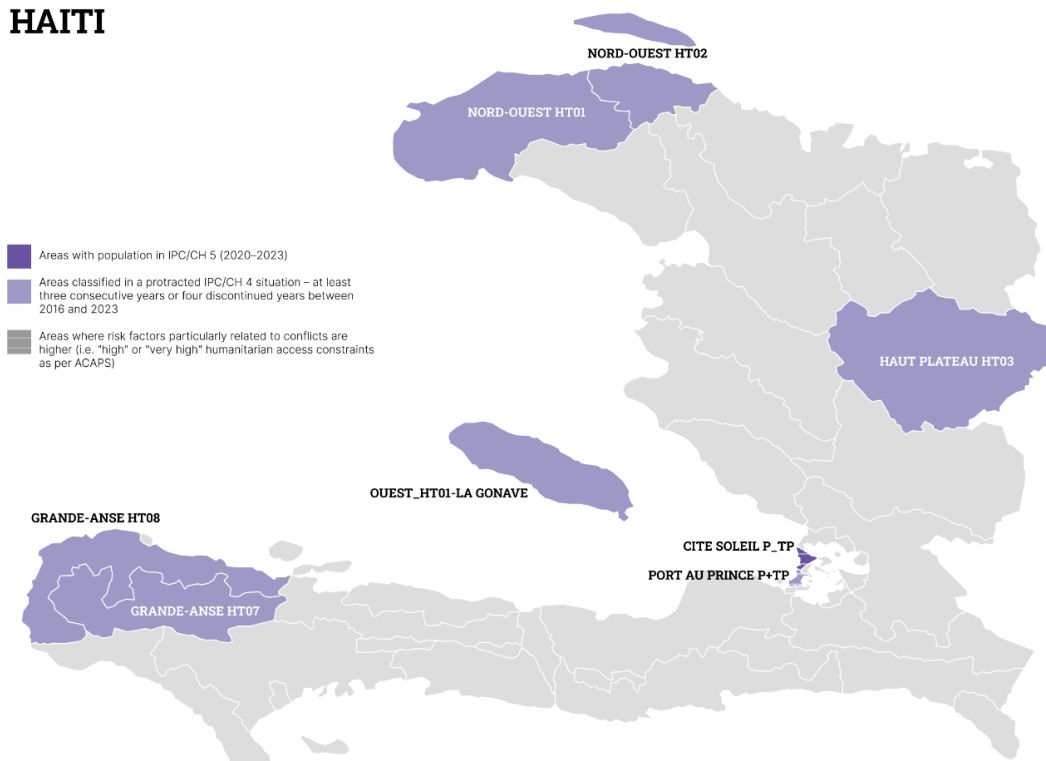 HAITI
NORD-OUEST HT02
NORD-OUEST HT01
Areas with population in IPC/CH 5 (2020–2023)
Areas classified in a protracted IPC/CH 4 situation – at least
three consecutive years or four discontinued years between
2016 and 2023
Areas where risk factors particularly related to conflicts are
higher (i.e. "high" or "very high" humanitarian access constraints
as per ACAPS)
HAUT PLATEAU HT03
OUEST_HT01-LA GONAVE
GRANDE-ANSE HT08
CITE SOLEIL P_TP
PORT AU PRINCE P+TP
GRANDE-ANSE HT07